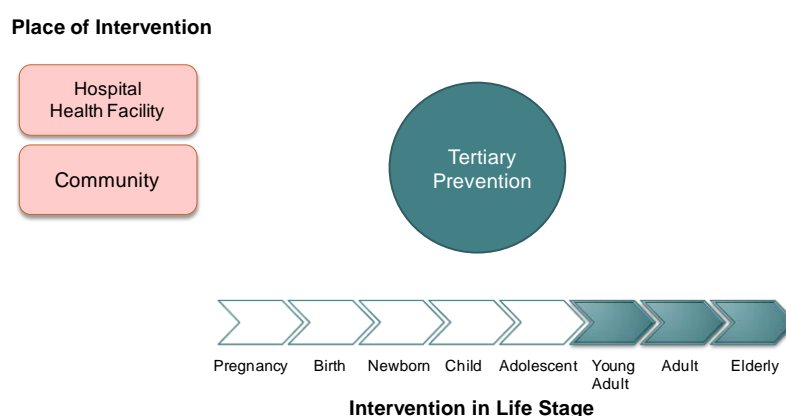 Place of Intervention
Hospital
Health Facility
Community
Tertiary
Prevention
Pregnancy
Birth
Newborn
Child
Adolescent
Young
Adult
Adult
Elderly
Intervention in Life Stage